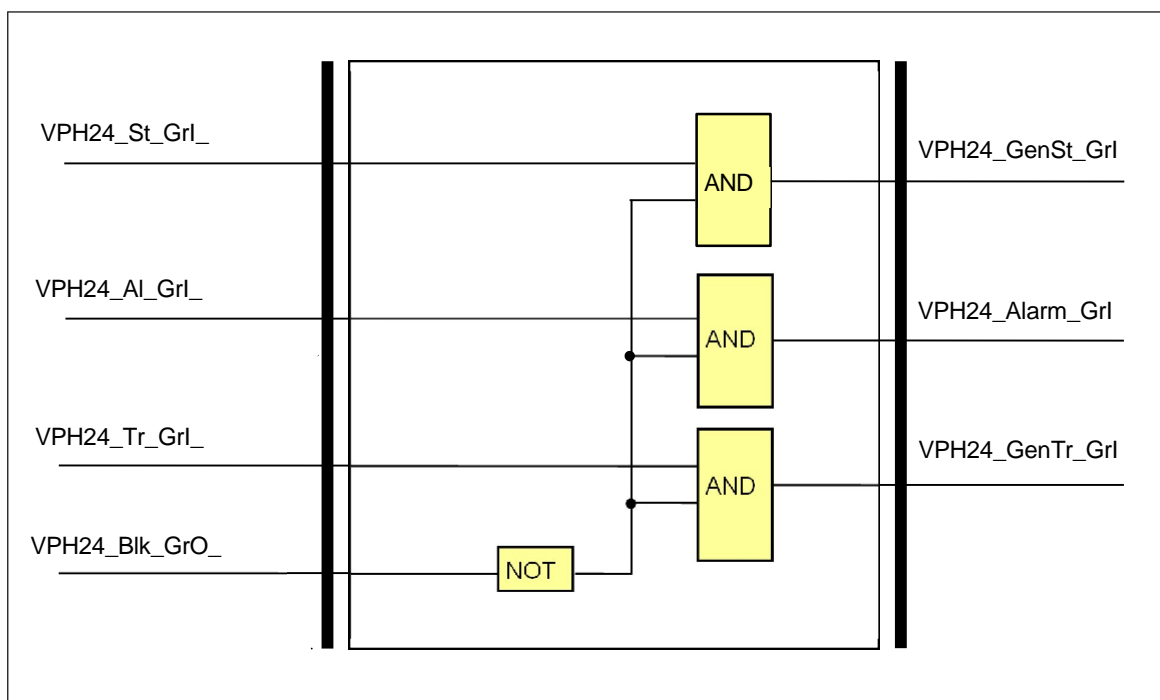 VPH24_St_GrI_
AND
VPH24_GenSt_GrI
VPH24_Al_GrI_
AND
VPH24_Alarm_GrI
VPH24_Tr_GrI_
AND
VPH24_GenTr_GrI
VPH24_Blk_GrO_
NOT